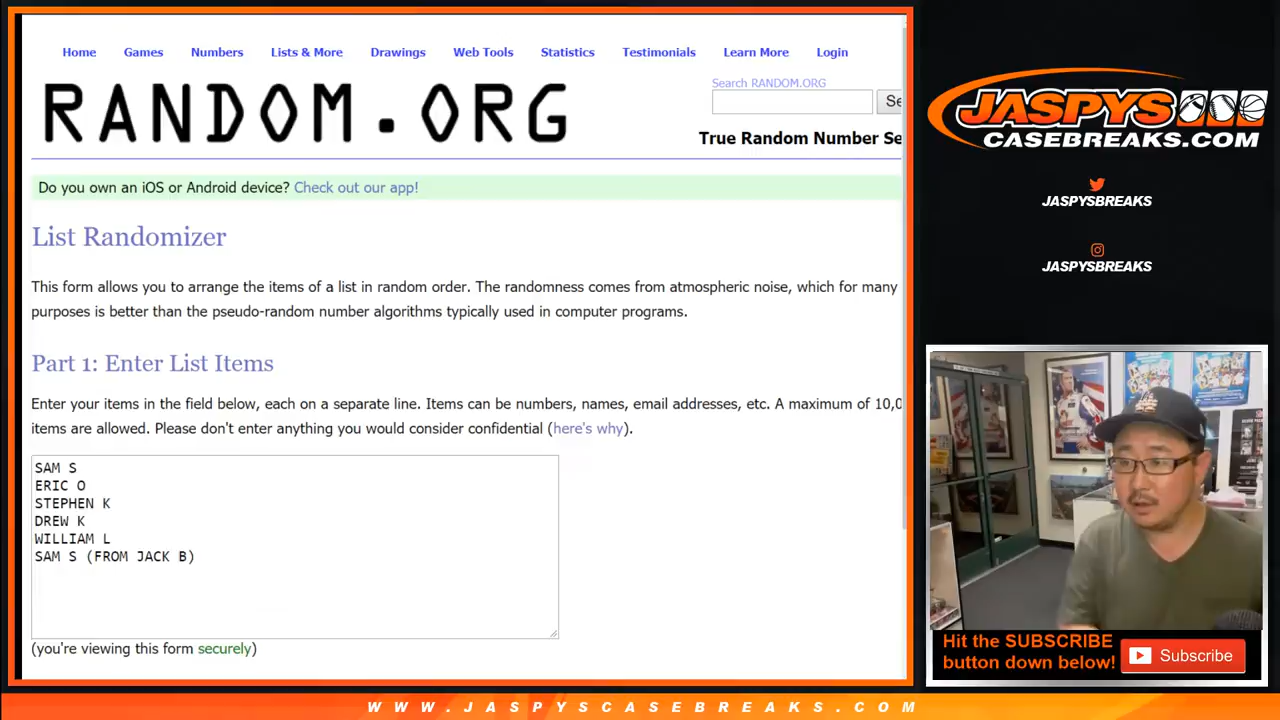 Home Games Numbers Lists & More Drawings Web Tools Statistics Testimonials Learn More Login
RANDOM.ORG
Search RANDOM.ORG
Se
True Random Number Se
Do you own an iOS or Android device? Check out our app!
List Randomizer
This form allows you to arrange the items of a list in random order. The randomness comes from atmospheric noise, which for many
purposes is better than the pseudo-random number algorithms typically used in computer programs.
Part 1: Enter List Items
Enter your items in the field below, each on a separate line. Items can be numbers, names, email addresses, etc. A maximum of 10,0
items are allowed. Please don't enter anything you would consider confidential (here's why).
SAM S
ERIC O
STEPHEN K
DREW K
WILLIAM L
SAM S (FROM JACK B)
(you're viewing this form securely)
JASPYS
CASEBREAKS.COM
JASPYSBREAKS
JASPYSBREAKS
Hit the SUBSCRIBE
button down below!
Subscribe
WWW.JASPYSCASEBREAKS.COM